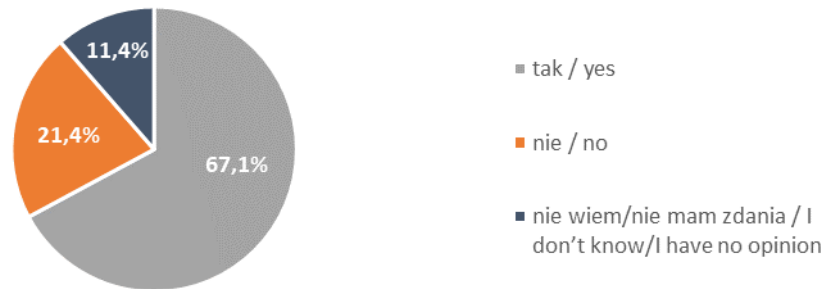 11,4%
21,4%
67,1%
tak / yes
nie / no
nie wiem/nie mam zdania / I
don't know/I have no opinion